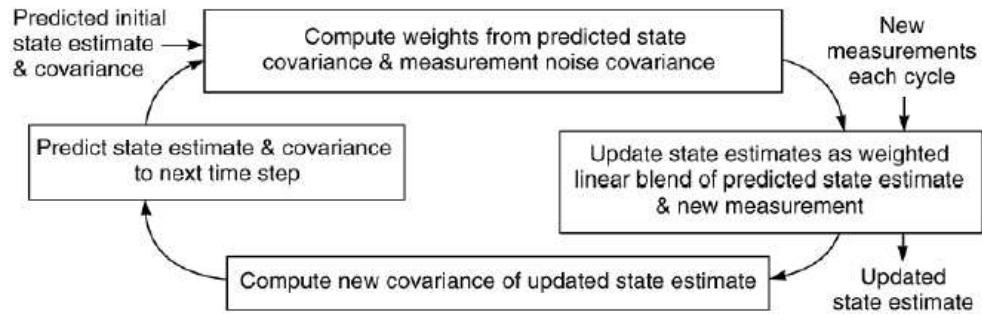 Predicted initial
state estimate
& covariance
Compute weights from predicted state
covariance & measurement noise covariance
New
measurements
each cycle
Predict state estimate & covariance
to next time step
Update state estimates as weighted
linear blend of predicted state estimate
& new measurement
Compute new covariance of updated state estimate
Updated
state estimate